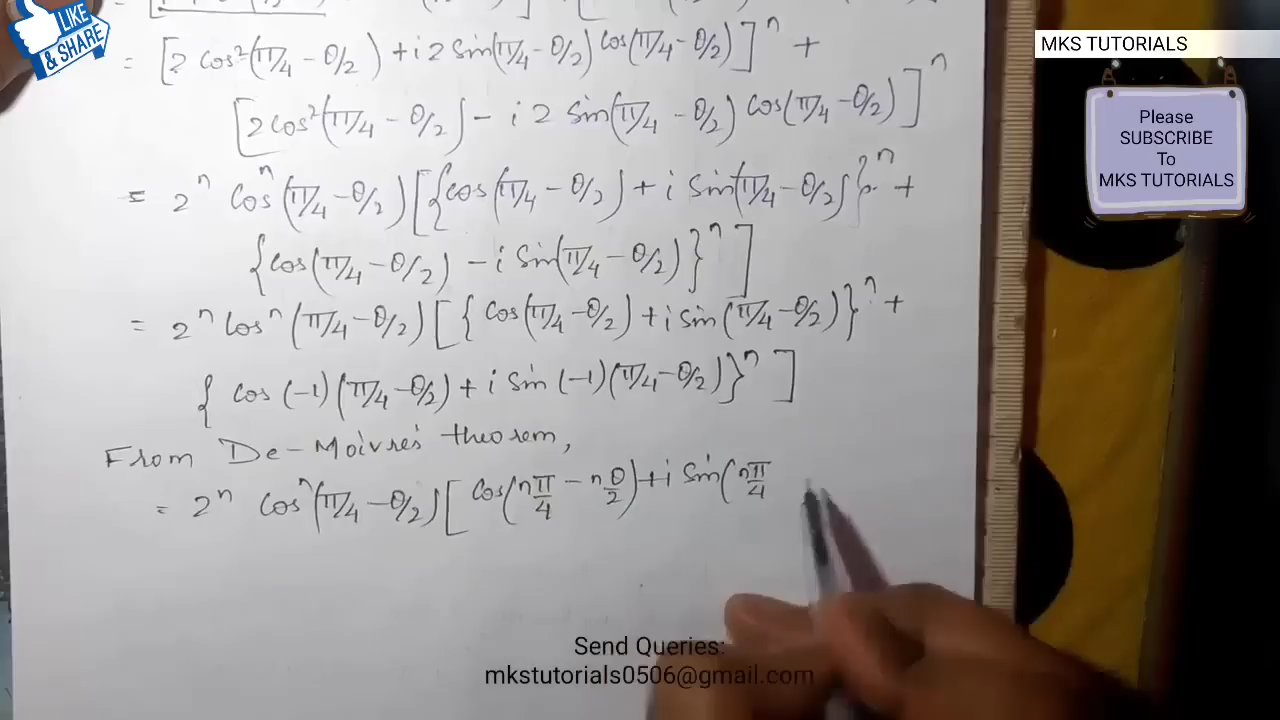 LIKE
& SHARE
MKS TUTORIALS
Please
SUBSCRIBE
To
MKS TUTORIALS
= [2 cos²(π/4 - θ/2) + i 2 Sin(π/4 - θ/2) cos(π/4 - θ/2)]ⁿ +
[2cos²(π/4 - θ/2) - i 2 Sin(π/4 - θ/2) cos(π/4 - θ/2)]ⁿ
= 2ⁿ Cosⁿ(π/4 - θ/2) [{cos(π/4 - θ/2) + i Sin(π/4 - θ/2)}ⁿ +
{cos(π/4 - θ/2) - i Sin(π/4 - θ/2)}ⁿ]
= 2ⁿ cosⁿ (π/4 - θ/2) [{ cos(π/4 - θ/2) + i sin (π/4 - θ/2)}ⁿ +
{ cos (-1) (π/4 - θ/2) + i Sin (-1) (π/4 - θ/2)}ⁿ ]
From De-Moivres' theorem,
= 2ⁿ cosⁿ(π/4 - θ/2) [ cos(nπ/4 - nθ/2) + i Sin(nπ/4
Send Queries:
mkstutorials0506@gmail.com